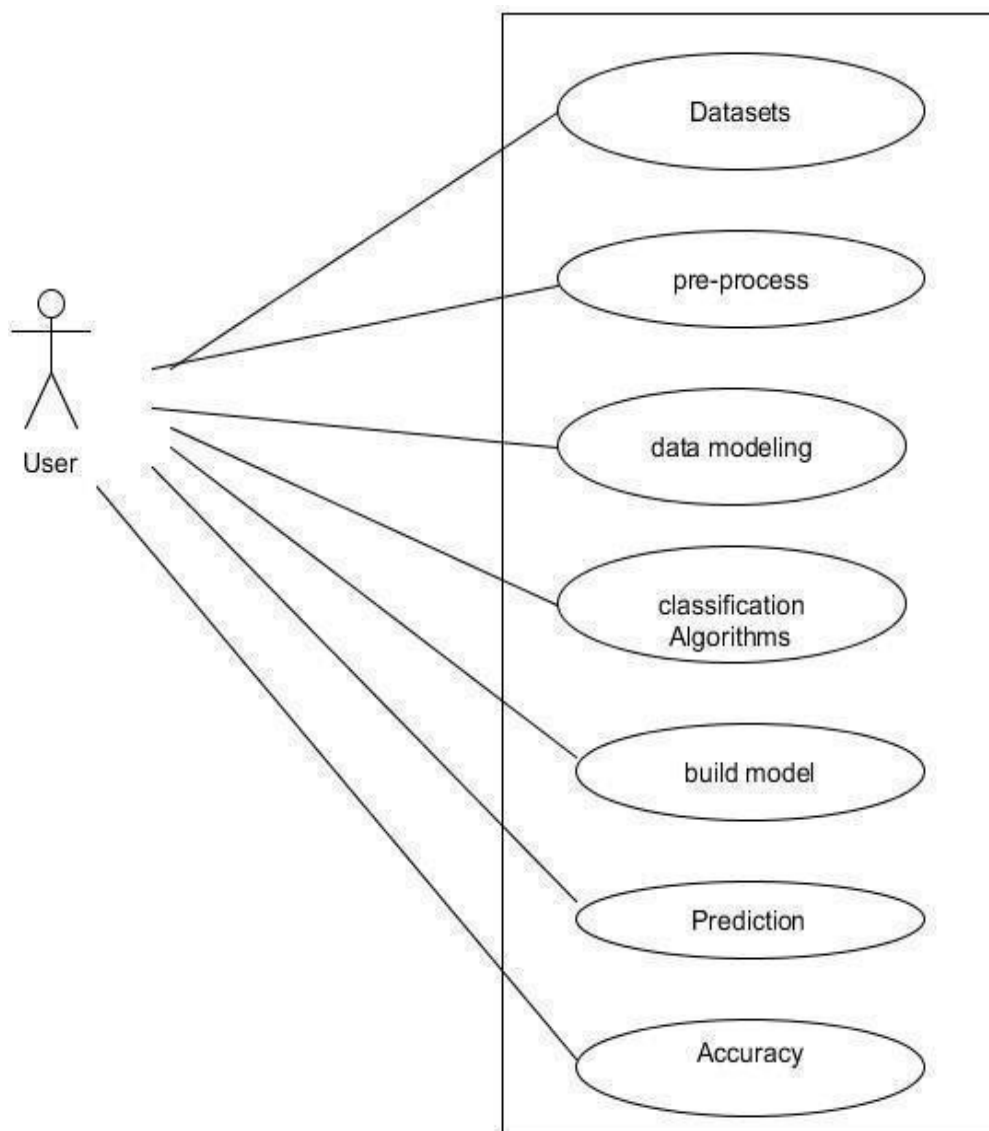 Datasets
pre-process
User
data modeling
classification
Algorithms
build model
Prediction
Accuracy